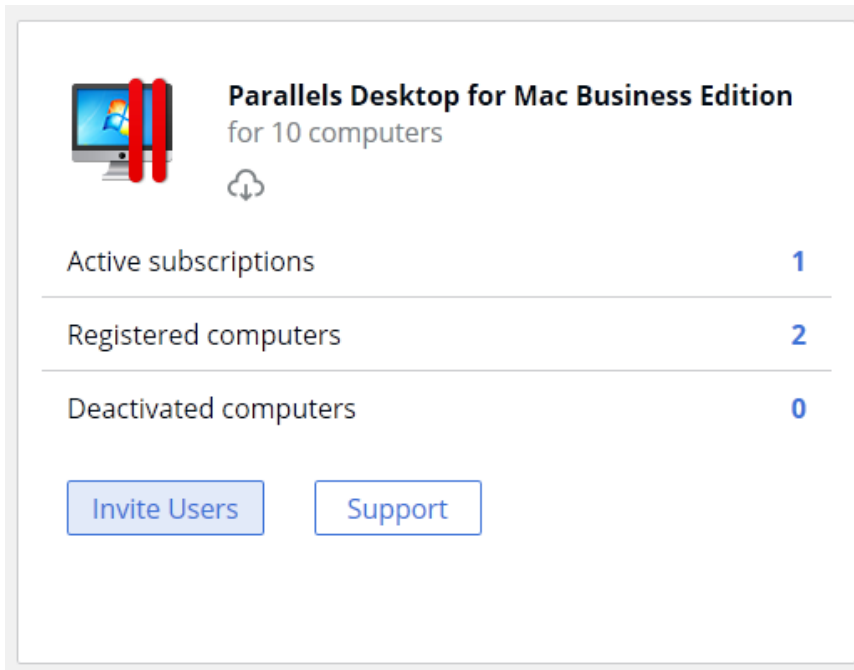 Parallels Desktop for Mac Business Edition
for 10 computers
Active subscriptions 1
Registered computers 2
Deactivated computers 0
Invite Users Support